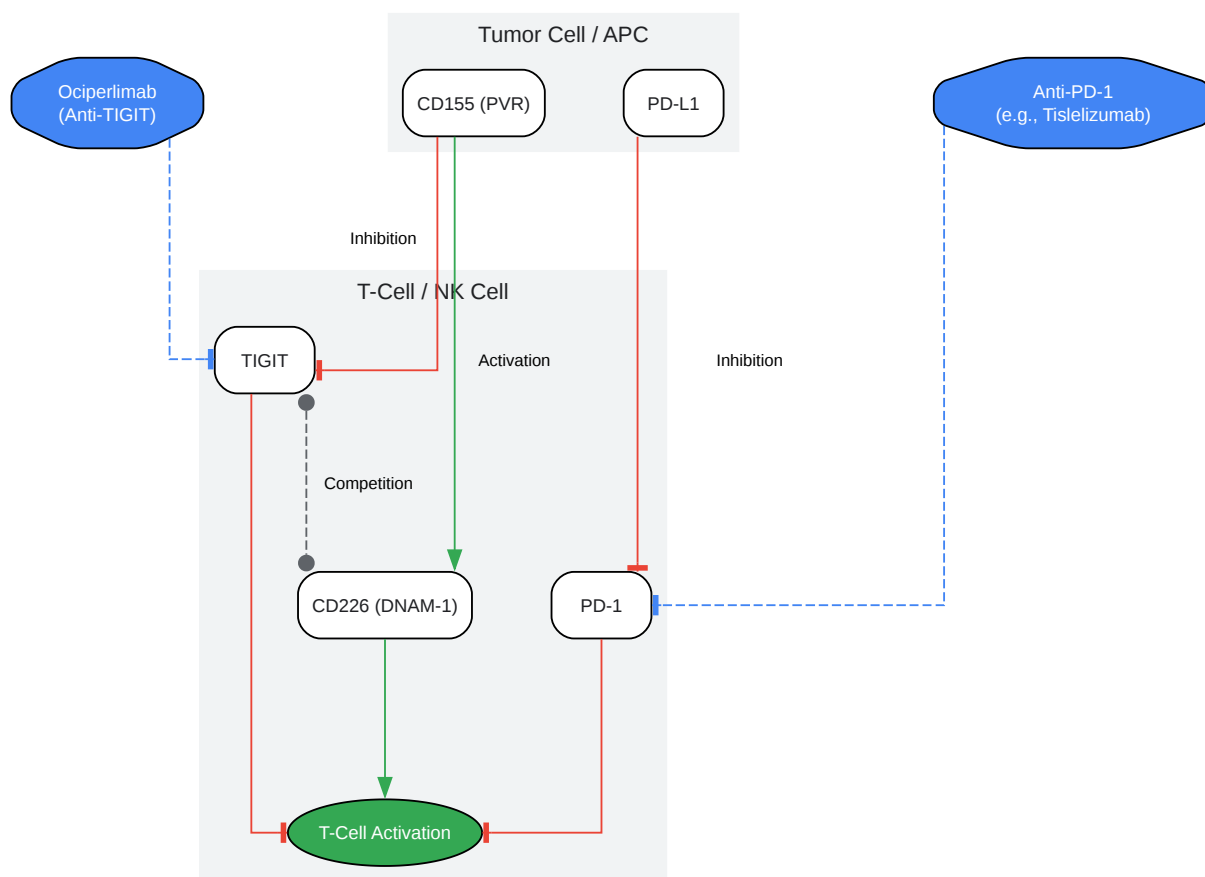 Tumor Cell / APC
Ociperlimab
(Anti-TIGIT)
CD155 (PVR)
PD-L1
Anti-PD-1
(e.g., Tislelizumab)
Inhibition
T-Cell / NK Cell
TIGIT
Activation
Inhibition
Competition
CD226 (DNAM-1)
PD-1
T-Cell Activation